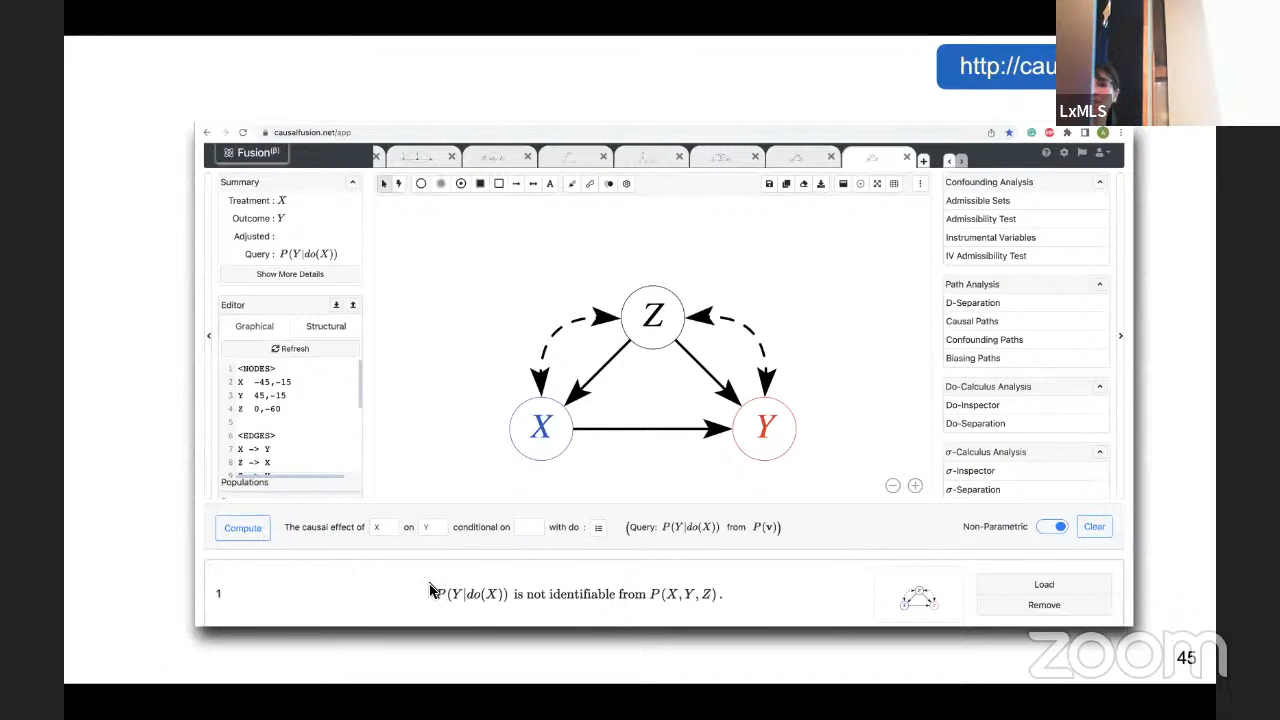 http://cau
LxMLS
causalfusion.net/app
Fusion(β)
Summary
Treatment : X
Outcome : Y
Adjusted :
Query : P(Y|do(X))
Show More Details
Editor
Graphical Structural
Refresh
1 <NODES>
2 X -45,-15
3 Y 45,-15
4 Z 0,-60
5
6 <EDGES>
7 X -> Y
8 Z -> X
Populations
A
Z
X
Y
Confounding Analysis
Admissible Sets
Admissibility Test
Instrumental Variables
IV Admissibility Test
Path Analysis
D-Separation
Causal Paths
Confounding Paths
Biasing Paths
Do-Calculus Analysis
Do-Inspector
Do-Separation
σ-Calculus Analysis
σ-Inspector
σ-Separation
Compute The causal effect of X on Y conditional on with do : (Query: P(Y|do(X)) from P(v)) Non-Parametric Clear
1 P(Y|do(X)) is not identifiable from P(X,Y,Z).
Load
Remove
zoom
45